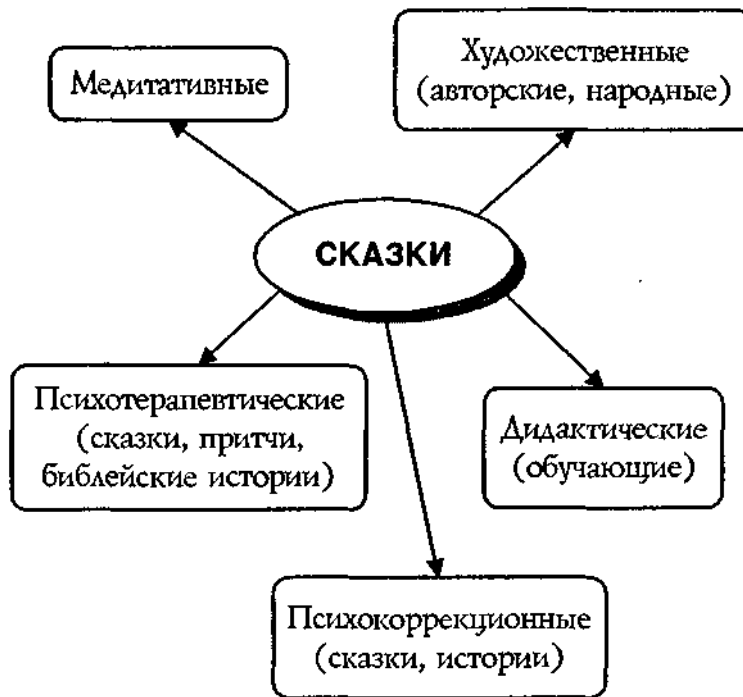 Медитативные
Художественные
(авторские, народные)
СКАЗКИ
Психотерапевтические
(сказки, притчи,
библейские истории)
Дидактические
(обучающие)
Психокоррекционные
(сказки, истории)